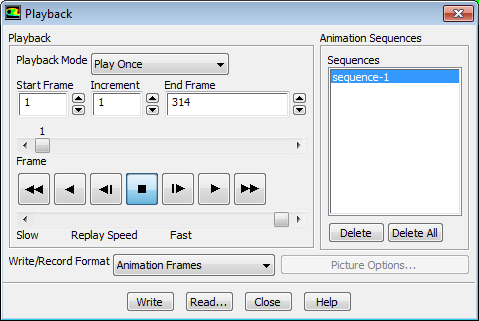 Playback
Playback
Playback Mode Play Once
Start Frame Increment End Frame
1 1 314
1
Frame
Slow Replay Speed Fast
Animation Sequences
Sequences
sequence-1
Delete Delete All
Write/Record Format Animation Frames Picture Options...
Write Read... Close Help